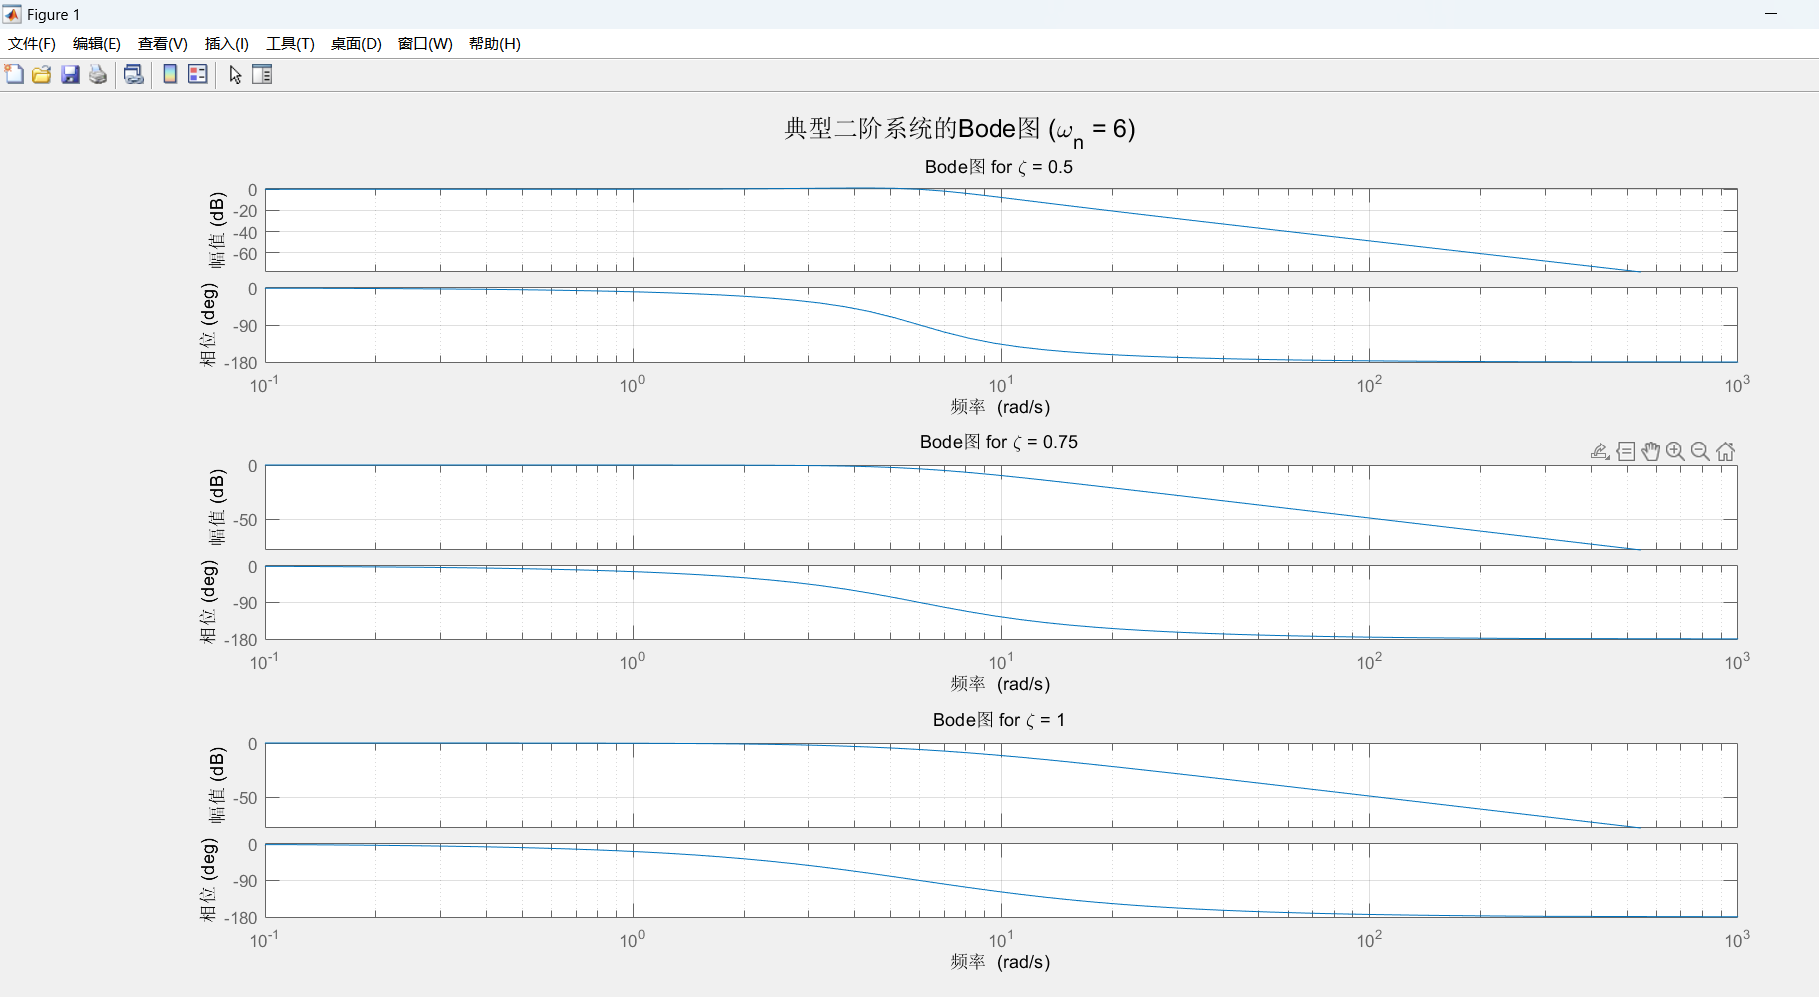 Figure 1
文件(F) 编辑(E) 查看(V) 插入(I) 工具(T) 桌面(D) 窗口(W) 帮助(H)
典型二阶系统的Bode图 (ωn = 6)
Bode图 for ζ = 0.5
幅值 (dB)
0
-20
-40
-60
相位 (deg)
0
-90
-180
10-1 100 101 102 103
频率 (rad/s)
Bode图 for ζ = 0.75
幅值 (dB)
0
-50
相位 (deg)
0
-90
-180
10-1 100 101 102 103
频率 (rad/s)
Bode图 for ζ = 1
幅值 (dB)
0
-50
相位 (deg)
0
-90
-180
10-1 100 101 102 103
频率 (rad/s)